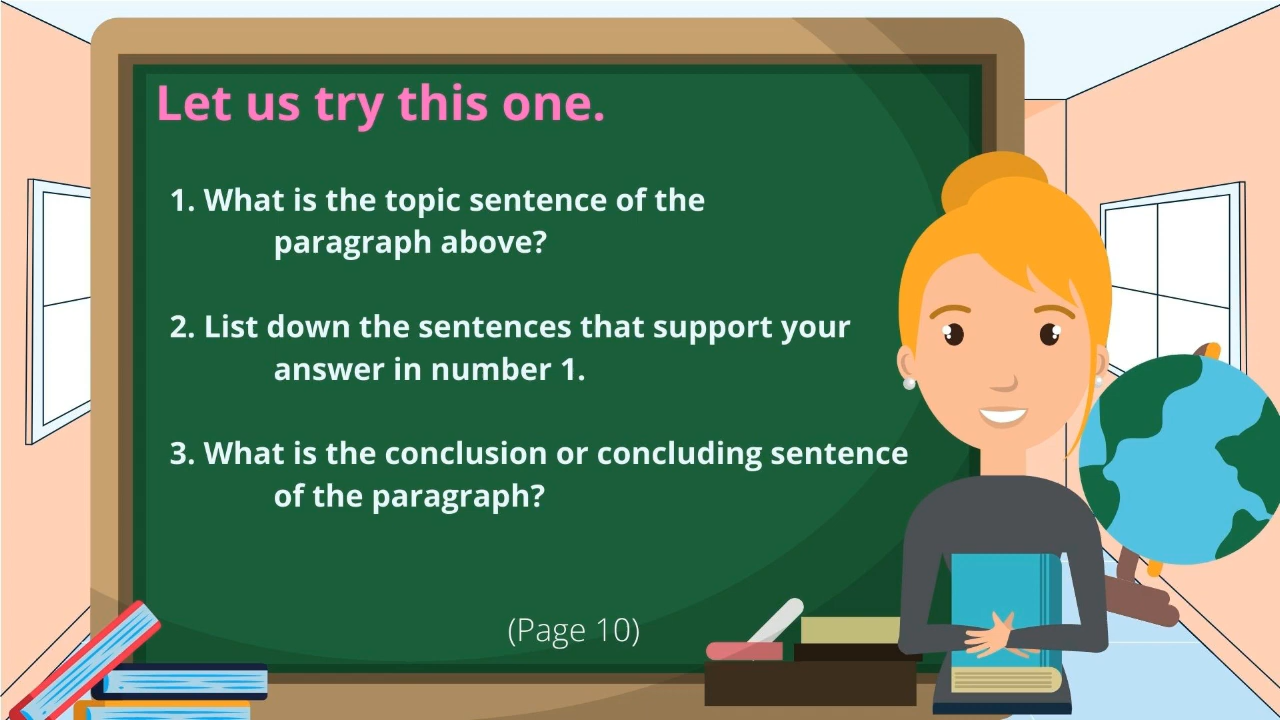 Let us try this one.
1. What is the topic sentence of the
paragraph above?
2. List down the sentences that support your
answer in number 1.
3. What is the conclusion or concluding sentence
of the paragraph?
(Page 10)